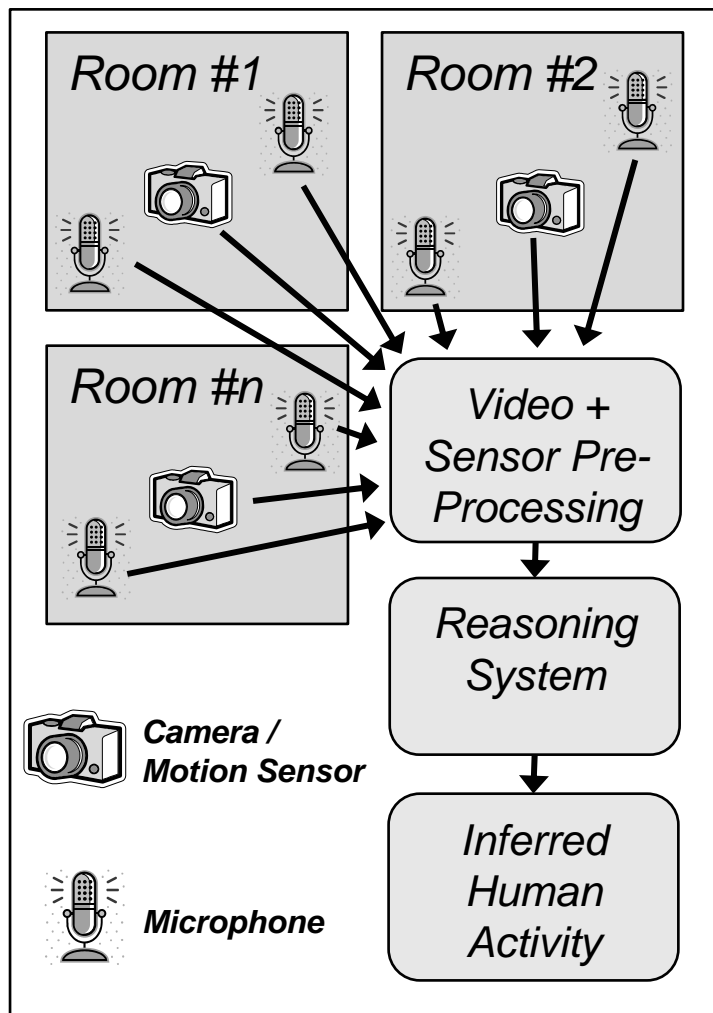 Room #1
Room #2
Room #n
Video +
Sensor Pre-
Processing
Reasoning
System
Camera /
Motion Sensor
Inferred
Human
Activity
Microphone